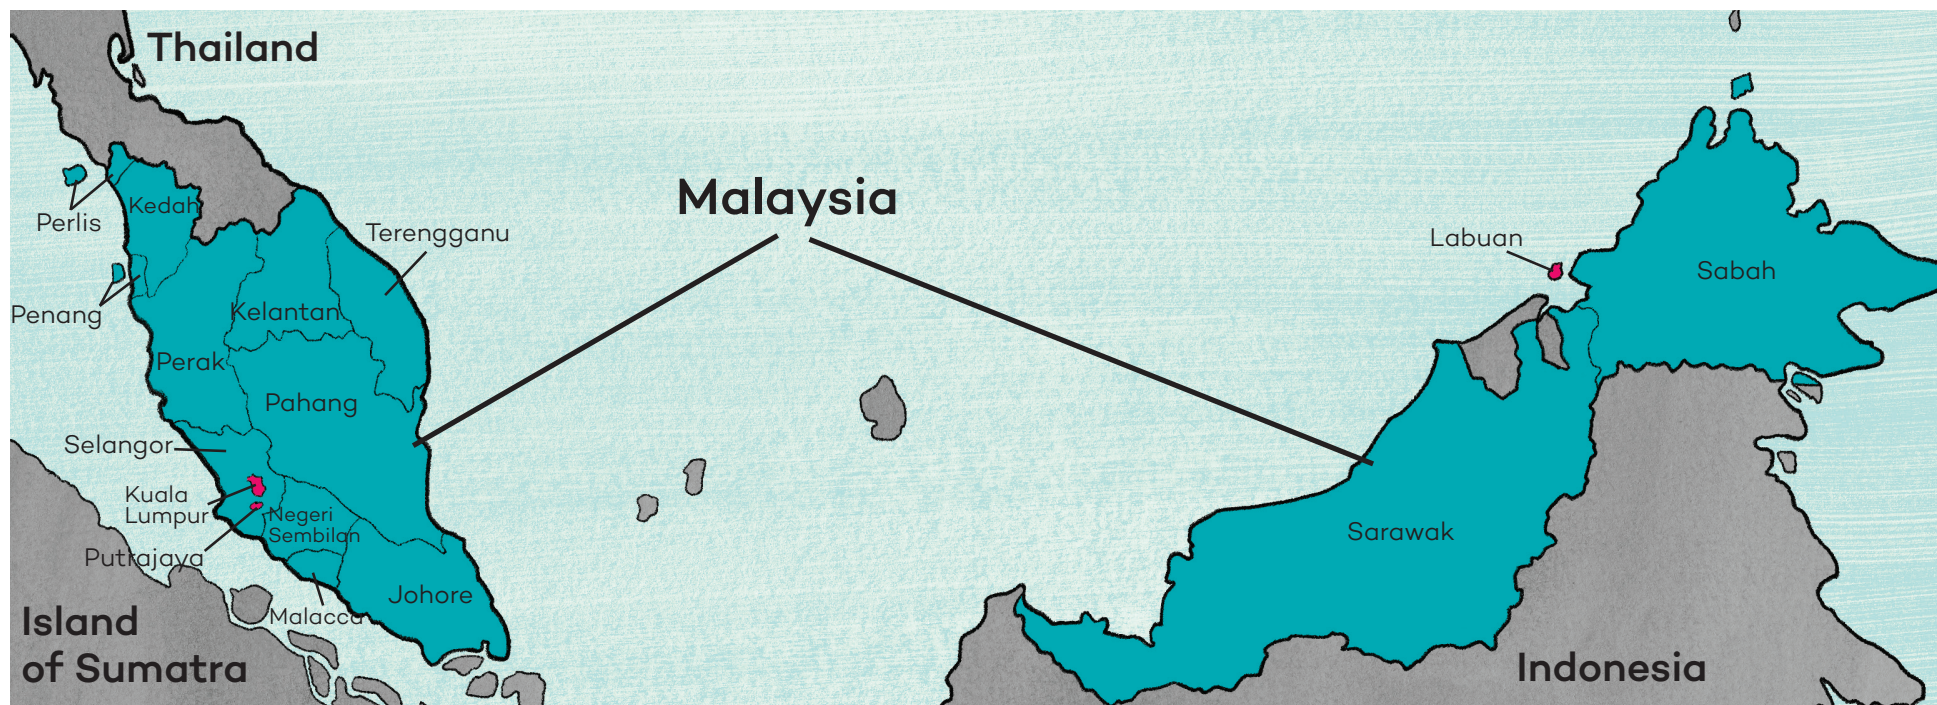 Thailand
Malaysia
Kedah
Perlis
Terengganu
Labuan
Sabah
Penang
Kelantan
Perak
Pahang
Selangor
Kuala
Lumpur
Negeri
Sembilan
Sarawak
Putrajaya
Johore
Malacca
Island
of Sumatra
Indonesia